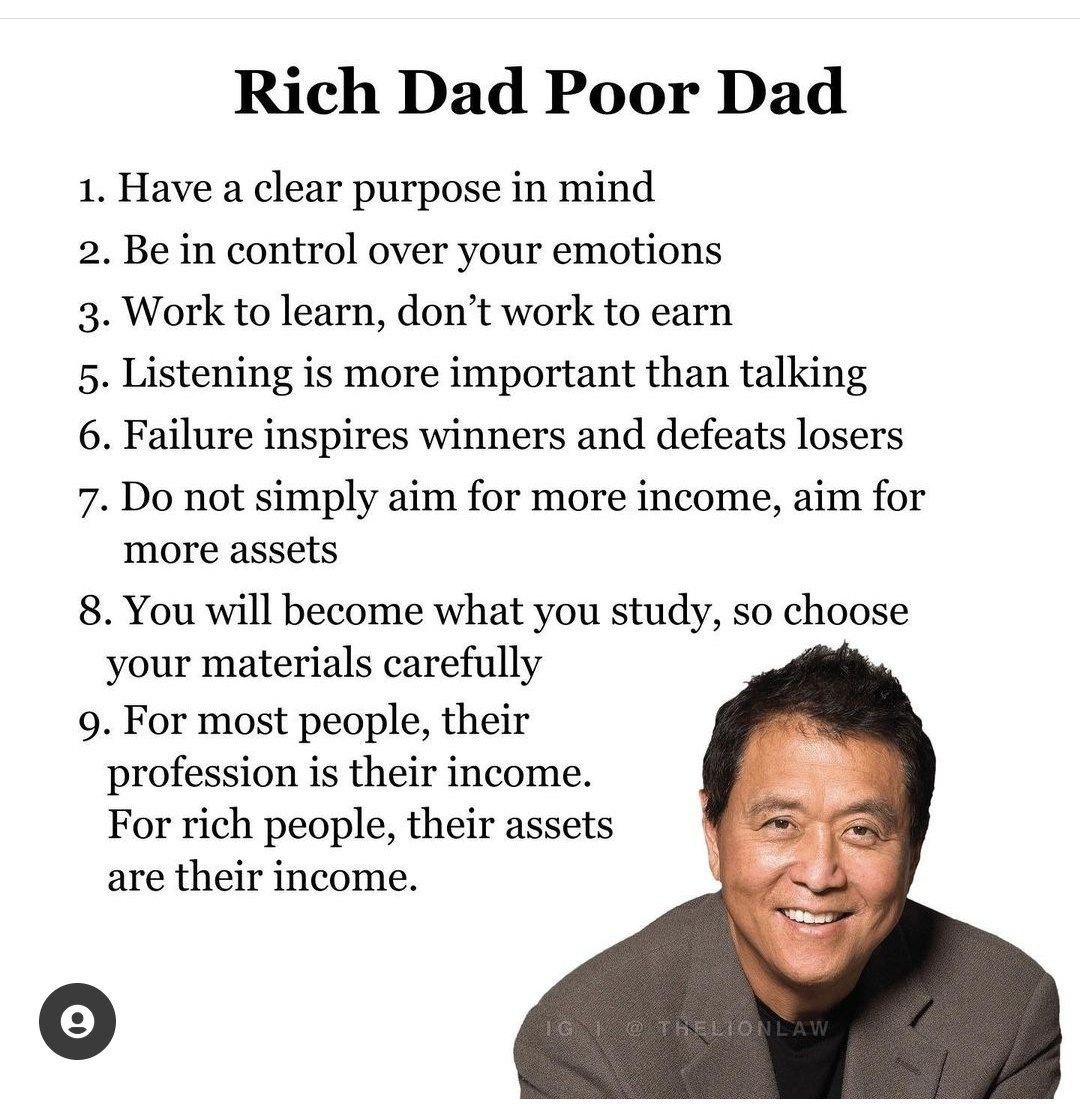 Rich Dad Poor Dad
1. Have a clear purpose in mind
2. Be in control over your emotions
3. Work to learn, don’t work to earn
5. Listening is more important than talking
6. Failure inspires winners and defeats losers
7. Do not simply aim for more income, aim for
more assets
8. You will become what you study, so choose
your materials carefully
9. For most people, their
profession is their income.
For rich people, their assets
are their income.
IG | @ THELIONLAW